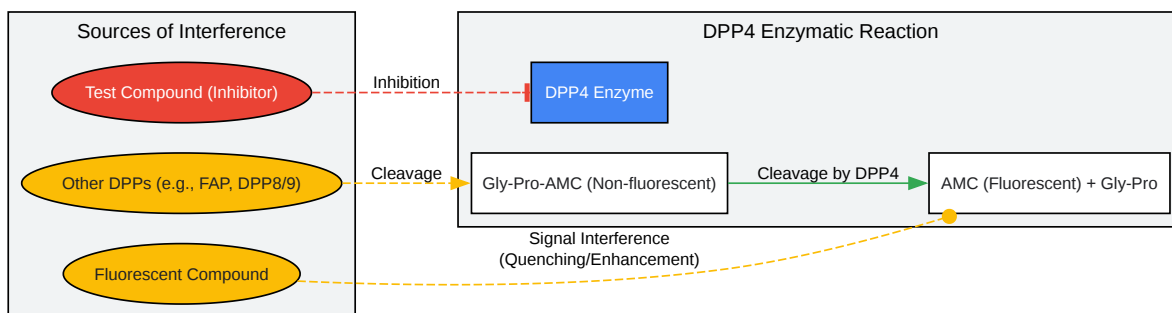 Sources of Interference
DPP4 Enzymatic Reaction
Test Compound (Inhibitor)
Inhibition
DPP4 Enzyme
Other DPPs (e.g., FAP, DPP8/9)
Cleavage
Gly-Pro-AMC (Non-fluorescent)
Cleavage by DPP4
AMC (Fluorescent) + Gly-Pro
Signal Interference
(Quenching/Enhancement)
Fluorescent Compound